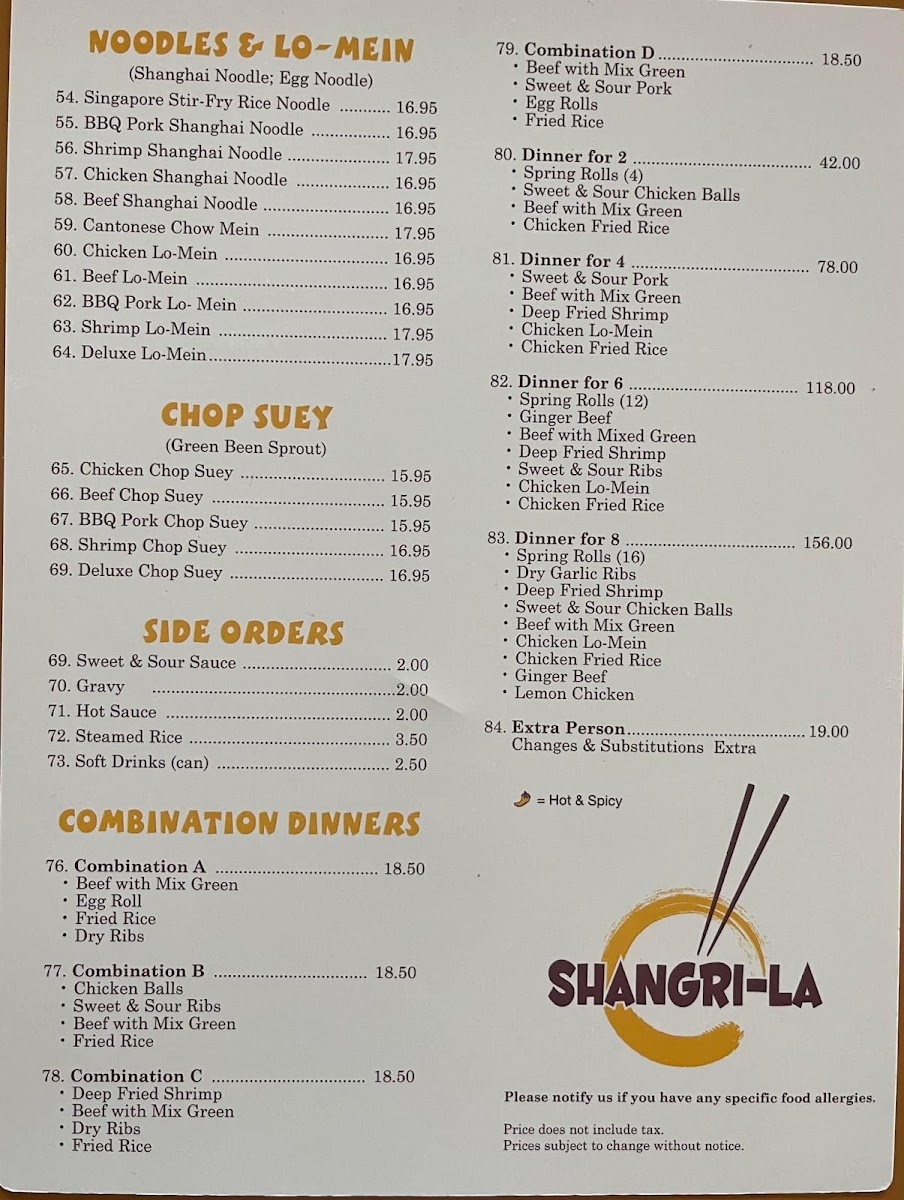 NOODLES & LO-MEIN
(Shanghai Noodle; Egg Noodle)
54. Singapore Stir-Fry Rice Noodle ........... 16.95
55. BBQ Pork Shanghai Noodle ................. 16.95
56. Shrimp Shanghai Noodle ...................... 17.95
57. Chicken Shanghai Noodle .................... 16.95
58. Beef Shanghai Noodle ........................... 16.95
59. Cantonese Chow Mein .......................... 17.95
60. Chicken Lo-Mein ................................... 16.95
61. Beef Lo-Mein ......................................... 16.95
62. BBQ Pork Lo- Mein ............................... 16.95
63. Shrimp Lo-Mein .................................... 17.95
64. Deluxe Lo-Mein.......................................17.95
CHOP SUEY
(Green Been Sprout)
65. Chicken Chop Suey ............................... 15.95
66. Beef Chop Suey ..................................... 15.95
67. BBQ Pork Chop Suey ............................ 15.95
68. Shrimp Chop Suey ................................ 16.95
69. Deluxe Chop Suey ................................. 16.95
SIDE ORDERS
69. Sweet & Sour Sauce ................................ 2.00
70. Gravy .....................................................2.00
71. Hot Sauce ................................................ 2.00
72. Steamed Rice ........................................... 3.50
73. Soft Drinks (can) ..................................... 2.50
COMBINATION DINNERS
76. Combination A ................................... 18.50
• Beef with Mix Green
• Egg Roll
• Fried Rice
• Dry Ribs
77. Combination B ................................. 18.50
• Chicken Balls
• Sweet & Sour Ribs
• Beef with Mix Green
• Fried Rice
78. Combination C ................................. 18.50
• Deep Fried Shrimp
• Beef with Mix Green
• Dry Ribs
• Fried Rice
79. Combination D................................. 18.50
• Beef with Mix Green
• Sweet & Sour Pork
• Egg Rolls
• Fried Rice
80. Dinner for 2 ...................................... 42.00
• Spring Rolls (4)
• Sweet & Sour Chicken Balls
• Beef with Mix Green
• Chicken Fried Rice
81. Dinner for 4 ...................................... 78.00
• Sweet & Sour Pork
• Beef with Mix Green
• Deep Fried Shrimp
• Chicken Lo-Mein
• Chicken Fried Rice
82. Dinner for 6 .................................... 118.00
• Spring Rolls (12)
• Ginger Beef
• Beef with Mixed Green
• Deep Fried Shrimp
• Sweet & Sour Ribs
• Chicken Lo-Mein
• Chicken Fried Rice
83. Dinner for 8 .................................... 156.00
• Spring Rolls (16)
• Dry Garlic Ribs
• Deep Fried Shrimp
• Sweet & Sour Chicken Balls
• Beef with Mix Green
• Chicken Lo-Mein
• Chicken Fried Rice
• Ginger Beef
• Lemon Chicken
84. Extra Person......................................19.00
Changes & Substitutions Extra
= Hot & Spicy
SHANGRI-LA
Please notify us if you have any specific food allergies.
Price does not include tax.
Prices subject to change without notice.